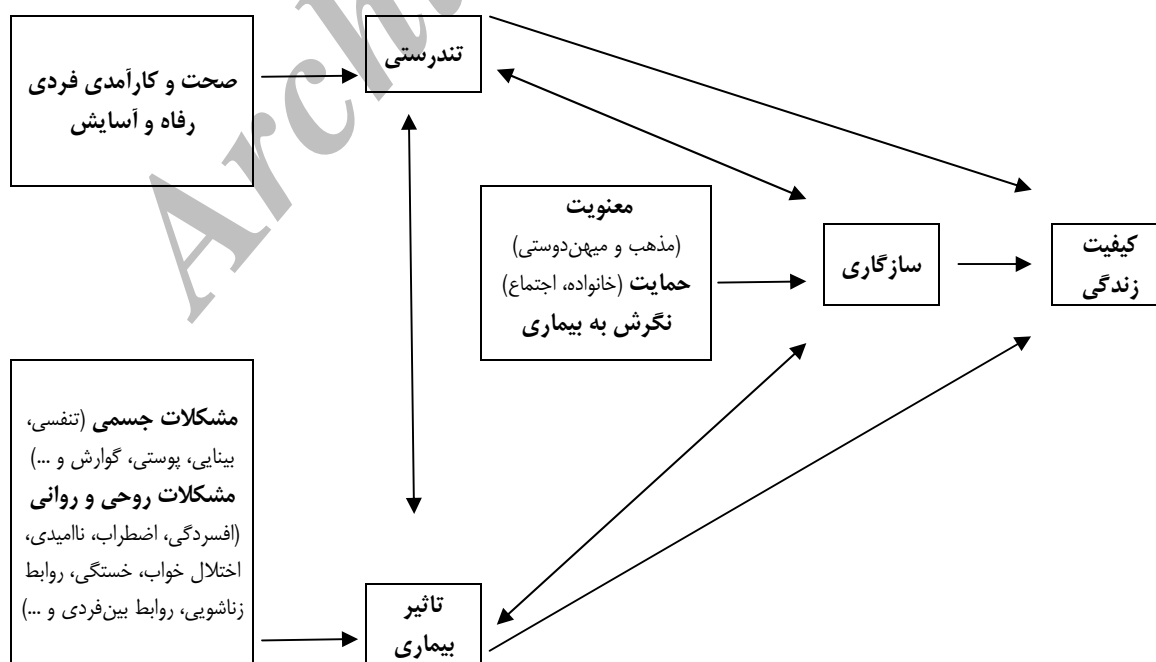 صحت و کارآمدی فردی
رفاه و آسایش
تندرستی
معنویت
(مذهب و میهن‌دوستی)
حمایت (خانواده، اجتماع)
نگرش به بیماری
سازگاری
کیفیت
زندگی
مشکلات جسمی (تنفسی،
بینایی، پوستی، گوارش و ...)
مشکلات روحی و روانی
(افسردگی، اضطراب، ناامیدی،
اختلال خواب، خستگی، روابط
زناشویی، روابط بین‌فردی و ...)
تاثیر
بیماری
Arch